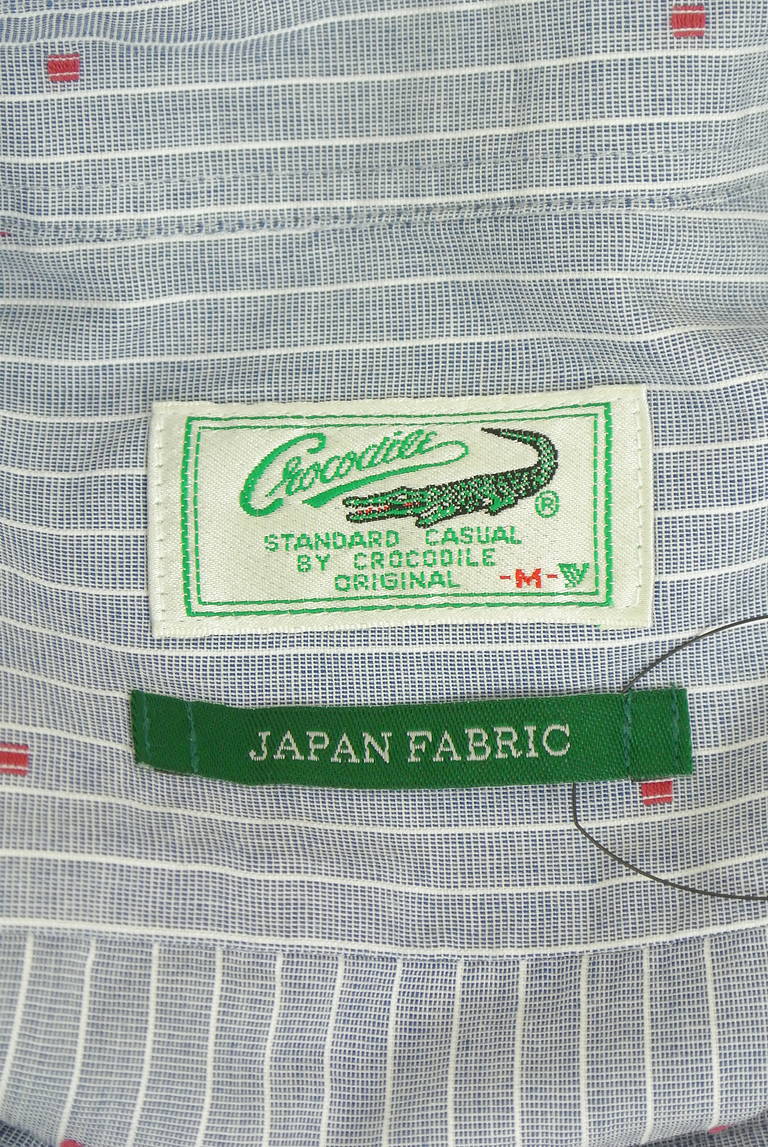 Crocodile
®
STANDARD CASUAL
BY CROCODILE
ORIGINAL -M-
JAPAN FABRIC